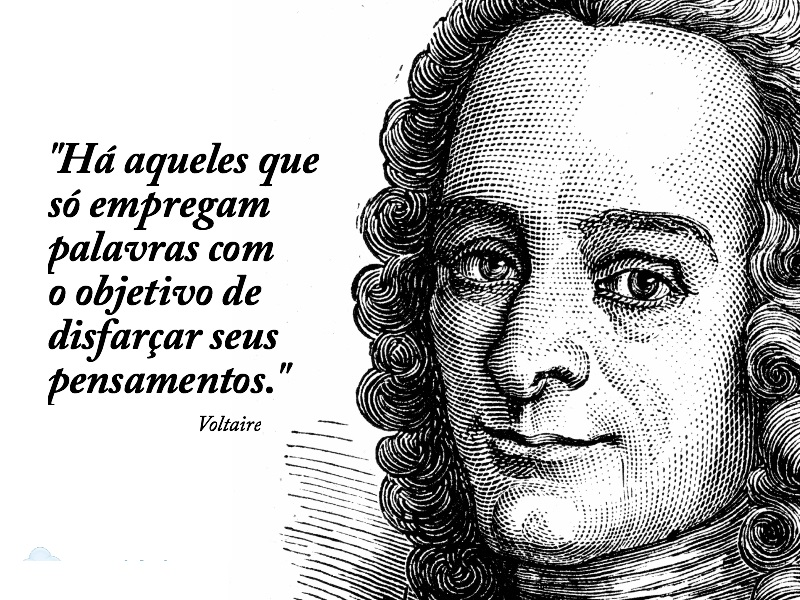 "Há aqueles que
só empregam
palavras com
o objetivo de
disfarçar seus
pensamentos."
Voltaire